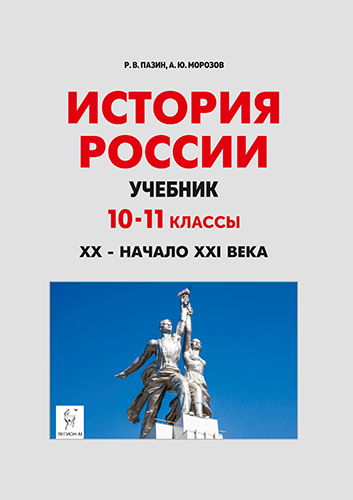 Р. В. ПАЗИН, А. Ю. МОРОЗОВ
ИСТОРИЯ
РОССИИ
УЧЕБНИК
10-11 КЛАССЫ
XX - НАЧАЛО XXI ВЕКА
ЛЕГИОН-М